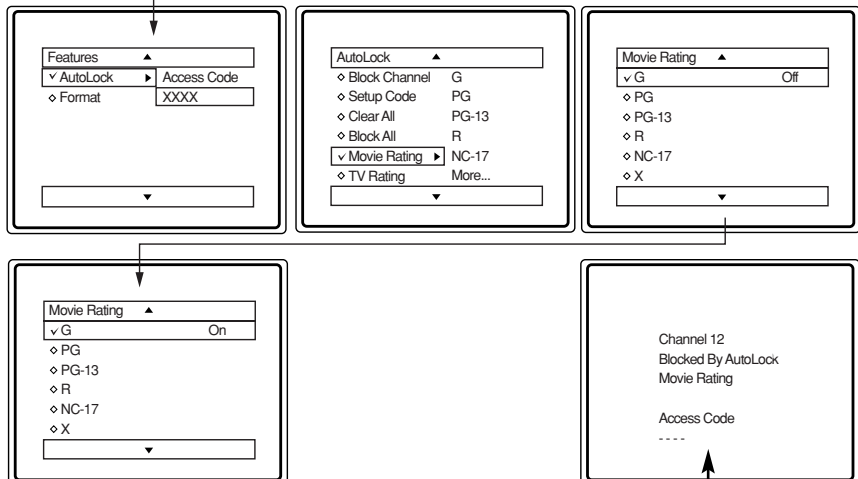 Features
AutoLock Access Code
Format XXXX
AutoLock
Block Channel G
Setup Code PG
Clear All PG-13
Block All R
Movie Rating NC-17
TV Rating More...
Movie Rating
G Off
PG
PG-13
R
NC-17
X
Movie Rating
G On
PG
PG-13
R
NC-17
X
Channel 12
Blocked By AutoLock
Movie Rating
Access Code
- - - -